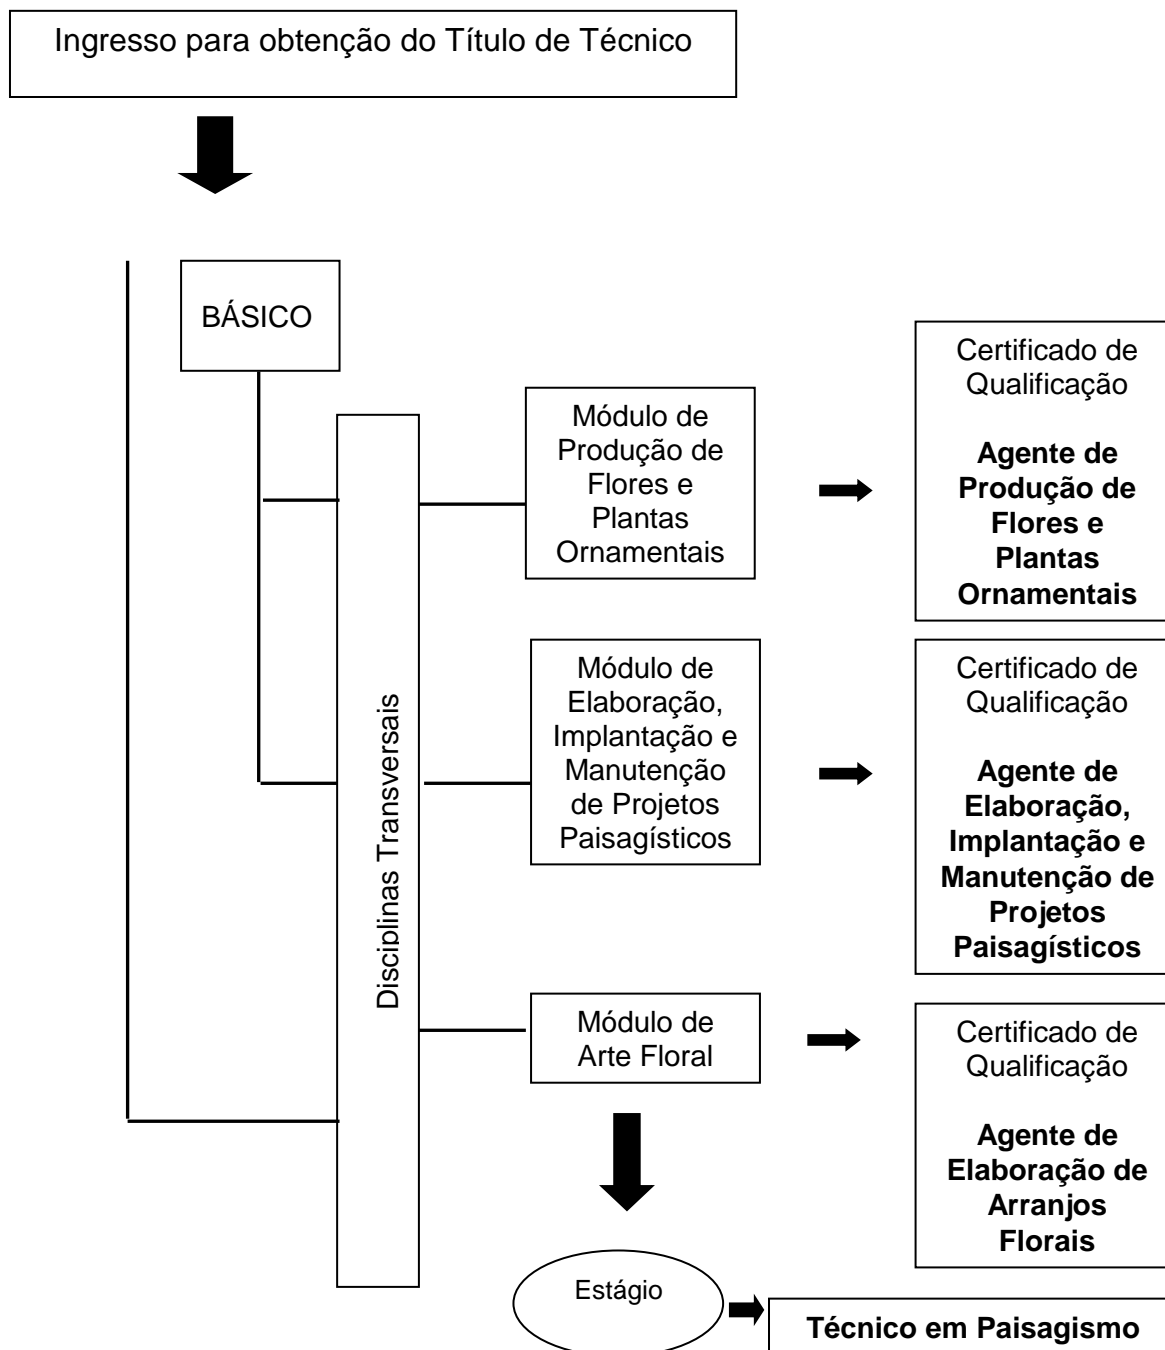 Ingresso para obtenção do Título de Técnico
BÁSICO
Disciplinas Transversais
Módulo de
Produção de
Flores e
Plantas
Ornamentais
Certificado de
Qualificação
Agente de
Produção de
Flores e
Plantas
Ornamentais
Módulo de
Elaboração,
Implantação e
Manutenção
de Projetos
Paisagísticos
Certificado de
Qualificação
Agente de
Elaboração,
Implantação e
Manutenção de
Projetos
Paisagísticos
Módulo de
Arte Floral
Certificado de
Qualificação
Agente de
Elaboração de
Arranjos
Florais
Estágio
Técnico em Paisagismo